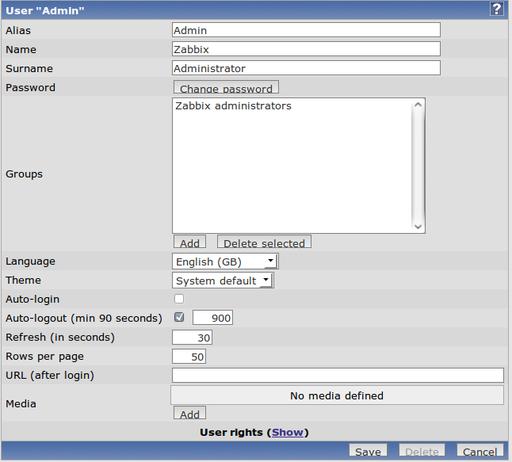 User "Admin"
?
Alias Admin
Name Zabbix
Surname Administrator
Password Change password
Groups Zabbix administrators
Add Delete selected
Language English (GB)
Theme System default
Auto-login
Auto-logout (min 90 seconds) 900
Refresh (in seconds) 30
Rows per page 50
URL (after login)
Media No media defined
Add
User rights (Show)
Save Delete Cancel